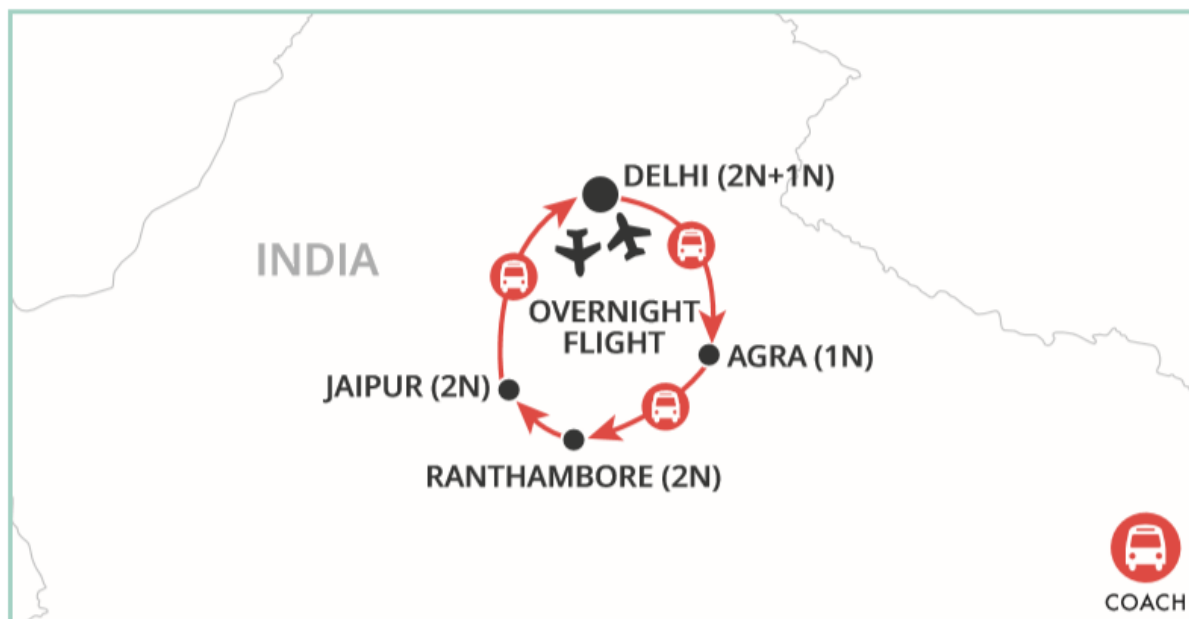 DELHI (2N+1N)
INDIA
OVERNIGHT
FLIGHT
AGRA (1N)
JAIPUR (2N)
RANTHAMBORE (2N)
COACH